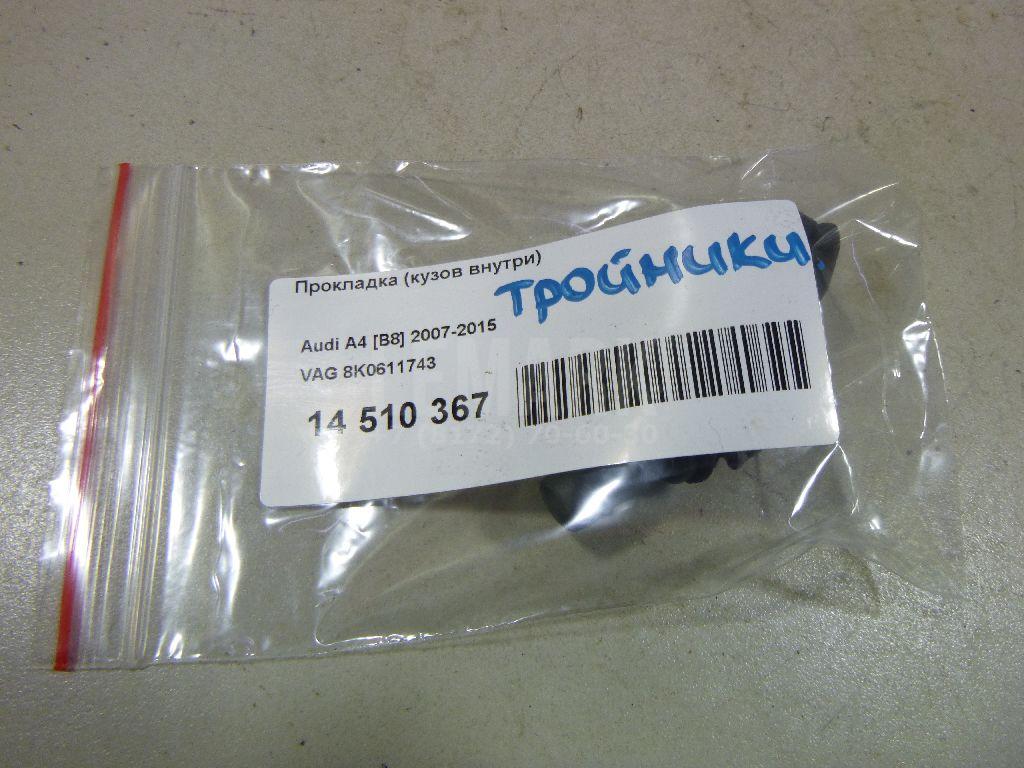 Прокладка (кузов внутри)
тройники
Audi A4 [B8] 2007-2015
VAG 8K0611743
14 510 367